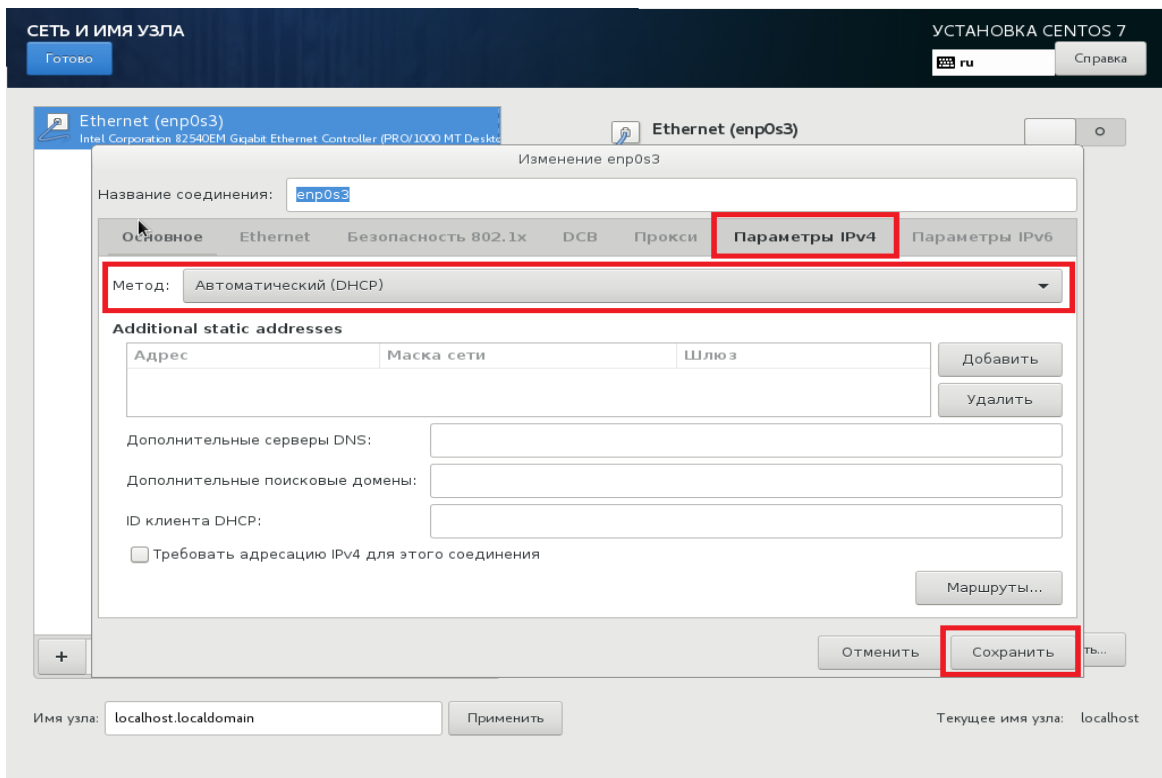 СЕТЬ И ИМЯ УЗЛА
УСТАНОВКА CENTOS 7
Готово
ru
Справка
Ethernet (enp0s3)
Intel Corporation 82540EM Gigabit Ethernet Controller (PRO/1000 MT Deskto
Ethernet (enp0s3)
Изменение enp0s3
Название соединения: enp0s3
Основное Ethernet Безопасность 802.1x DCB Прокси Параметры IPv4 Параметры IPv6
Метод: Автоматический (DHCP)
Additional static addresses
Адрес Маска сети Шлюз
Добавить
Удалить
Дополнительные серверы DNS:
Дополнительные поисковые домены:
ID клиента DHCP:
Требовать адресацию IPv4 для этого соединения
Маршруты...
+ Отменить Сохранить ть...
Имя узла: localhost.localdomain Применить Текущее имя узла: localhost